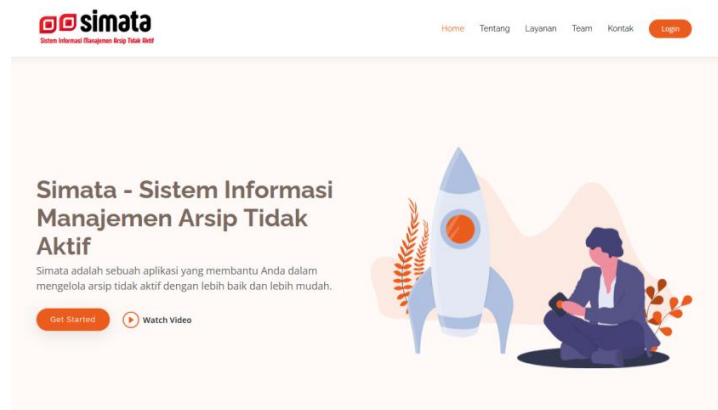 simata
Sistem Informasi Manajemen Arsip Tidak Aktif
Home Tentang Layanan Team Kontak Login
Simata - Sistem Informasi
Manajemen Arsip Tidak
Aktif
Simata adalah sebuah aplikasi yang membantu Anda dalam
mengelola arsip tidak aktif dengan lebih baik dan lebih mudah.
Get Started Watch Video